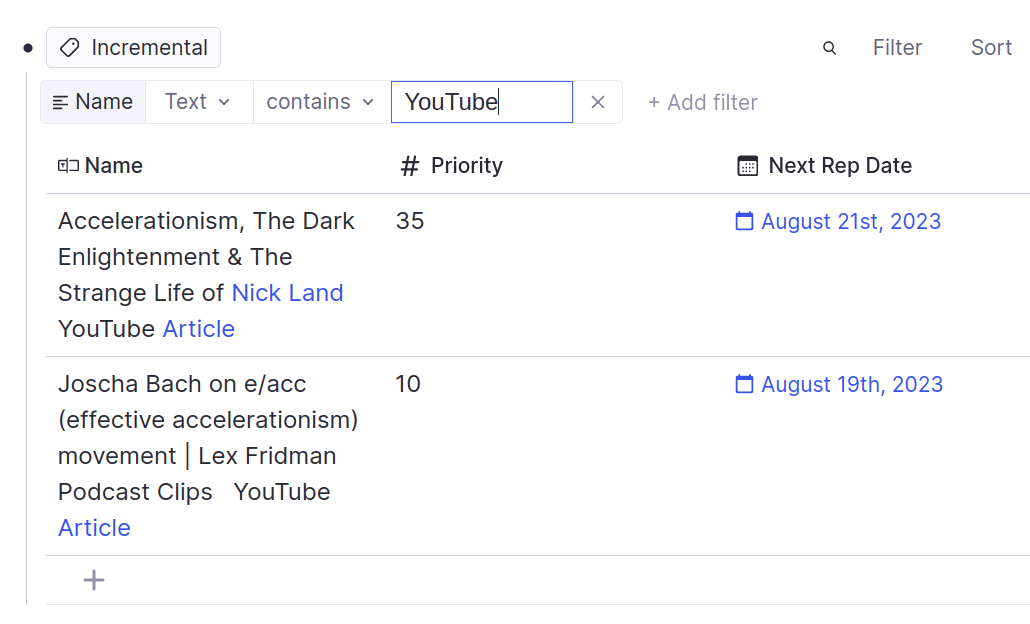 Incremental Filter Sort
Name Text contains YouTube + Add filter
Name # Priority Next Rep Date
Accelerationism, The Dark 35 August 21st, 2023
Enlightenment & The
Strange Life of Nick Land
YouTube Article
Joscha Bach on e/acc 10 August 19th, 2023
(effective accelerationism)
movement | Lex Fridman
Podcast Clips YouTube
Article